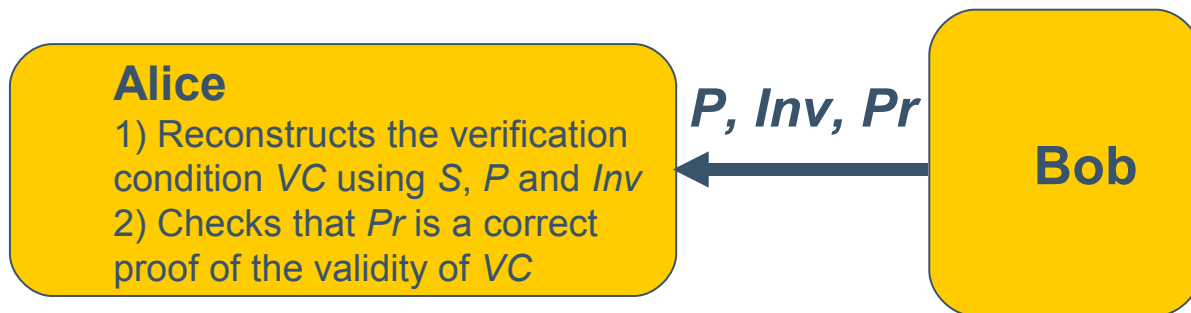 Alice
1) Reconstructs the verification
condition VC using S, P and Inv
2) Checks that Pr is a correct
proof of the validity of VC
P, Inv, Pr
Bob